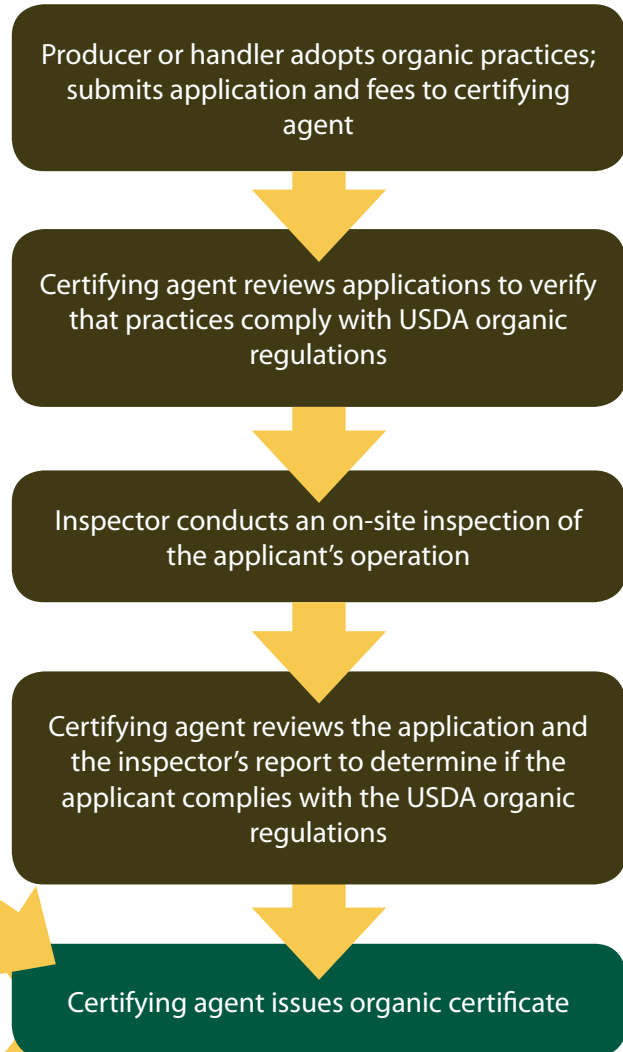 Producer or handler adopts organic practices;
submits application and fees to certifying
agent
Certifying agent reviews applications to verify
that practices comply with USDA organic
regulations
Inspector conducts an on-site inspection of
the applicant’s operation
Certifying agent reviews the application and
the inspector’s report to determine if the
applicant complies with the USDA organic
regulations
Certifying agent issues organic certificate